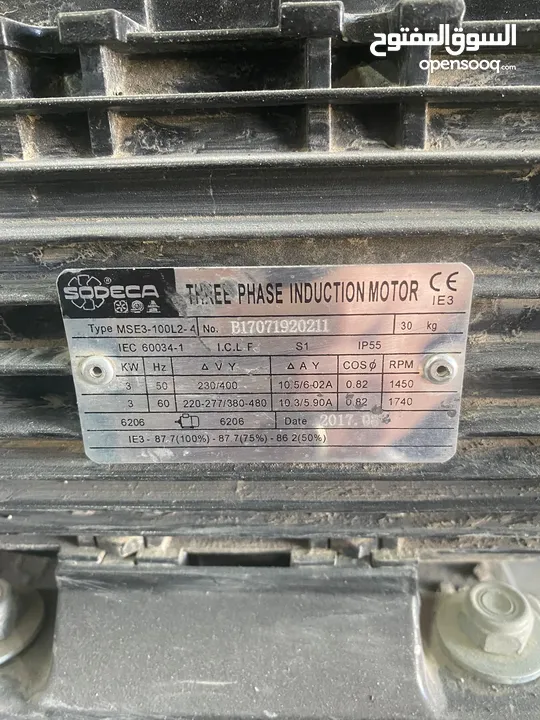 السوق المفتوح
opensooq.com
SODECA THREE PHASE INDUCTION MOTOR CE
IE3
Type MSE3-100L2-4 No. B17071920211 30 kg
IEC 60034-1 I.C.L F S1 IP55
KW Hz Δ V Y Δ A Y COSϕ RPM
3 50 230/400 10.5/6-02A 0.82 1450
3 60 220-277/380-480 10.3/5.90A 0.82 1740
6206 6206 Date 2017.
IE3 - 87.7(100%) - 87.7(75%) - 86.2(50%)